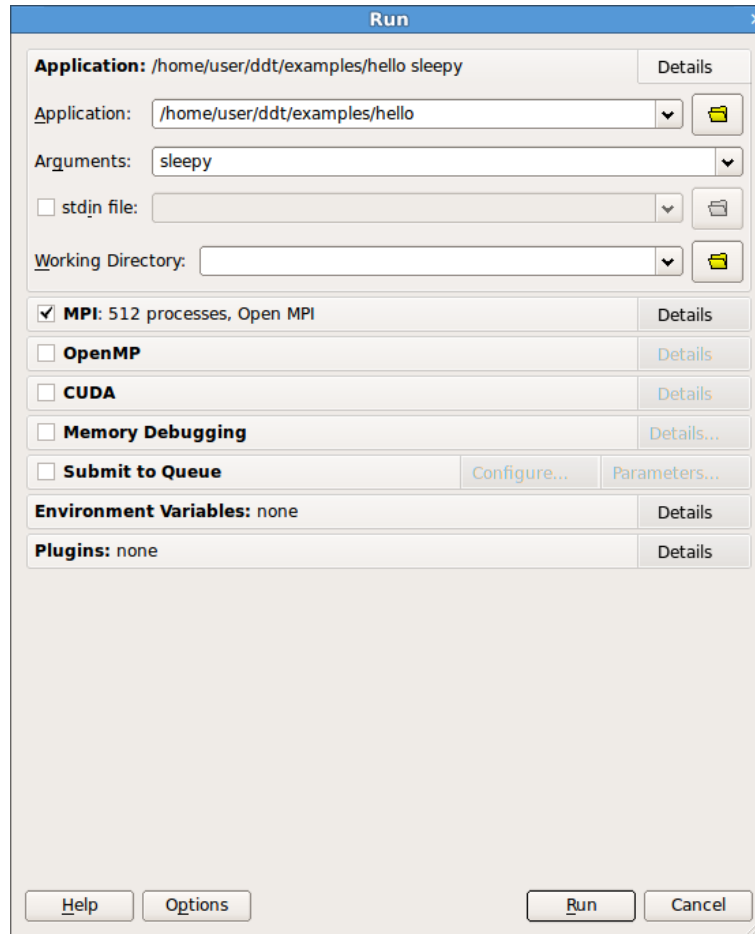 Run
Application: /home/user/ddt/examples/hello sleepy Details
Application: /home/user/ddt/examples/hello
Arguments: sleepy
stdin file:
Working Directory:
MPI: 512 processes, Open MPI Details
OpenMP Details
CUDA Details
Memory Debugging Details...
Submit to Queue Configure... Parameters...
Environment Variables: none Details
Plugins: none Details
Help Options Run Cancel